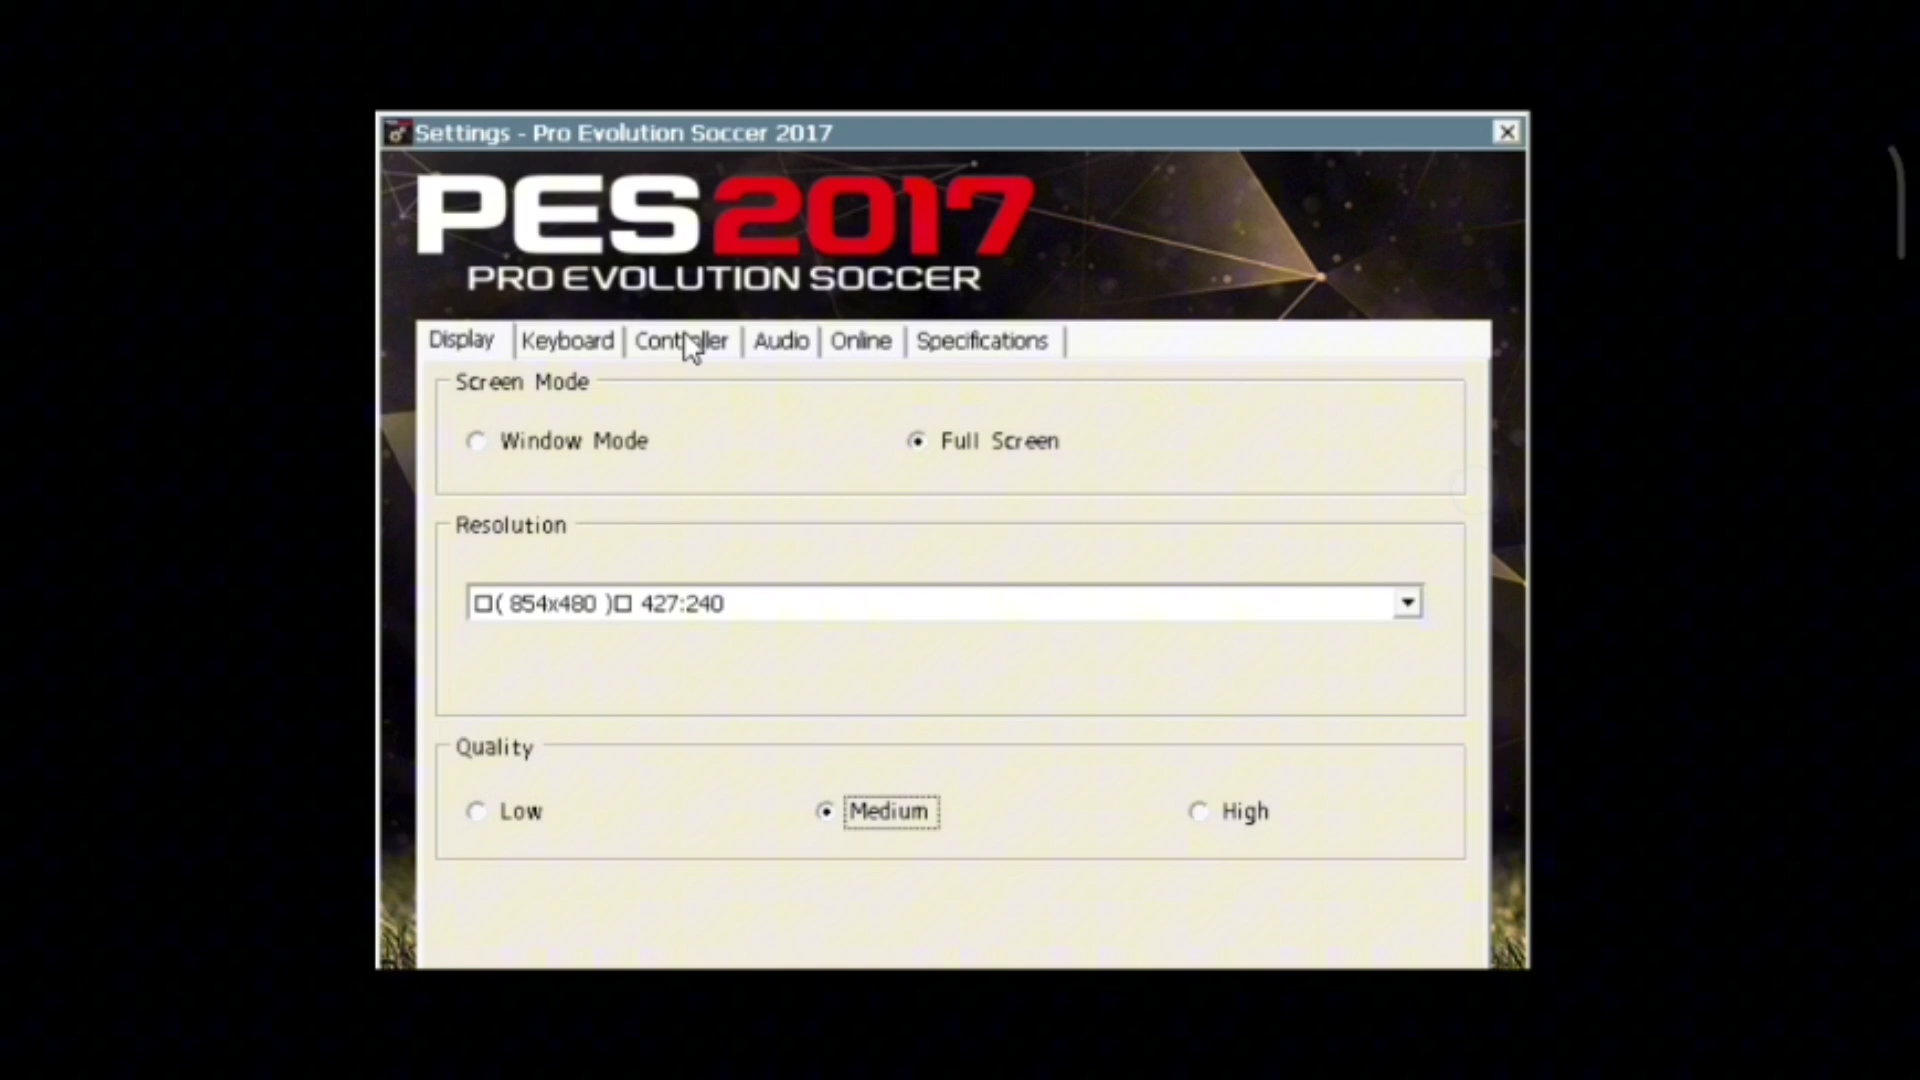 Settings - Pro Evolution Soccer 2017
PES2017
PRO EVOLUTION SOCCER
Display Keyboard Controller Audio Online Specifications
Screen Mode
Window Mode Full Screen
Resolution
□( 854x480 )□ 427:240
Quality
Low Medium High